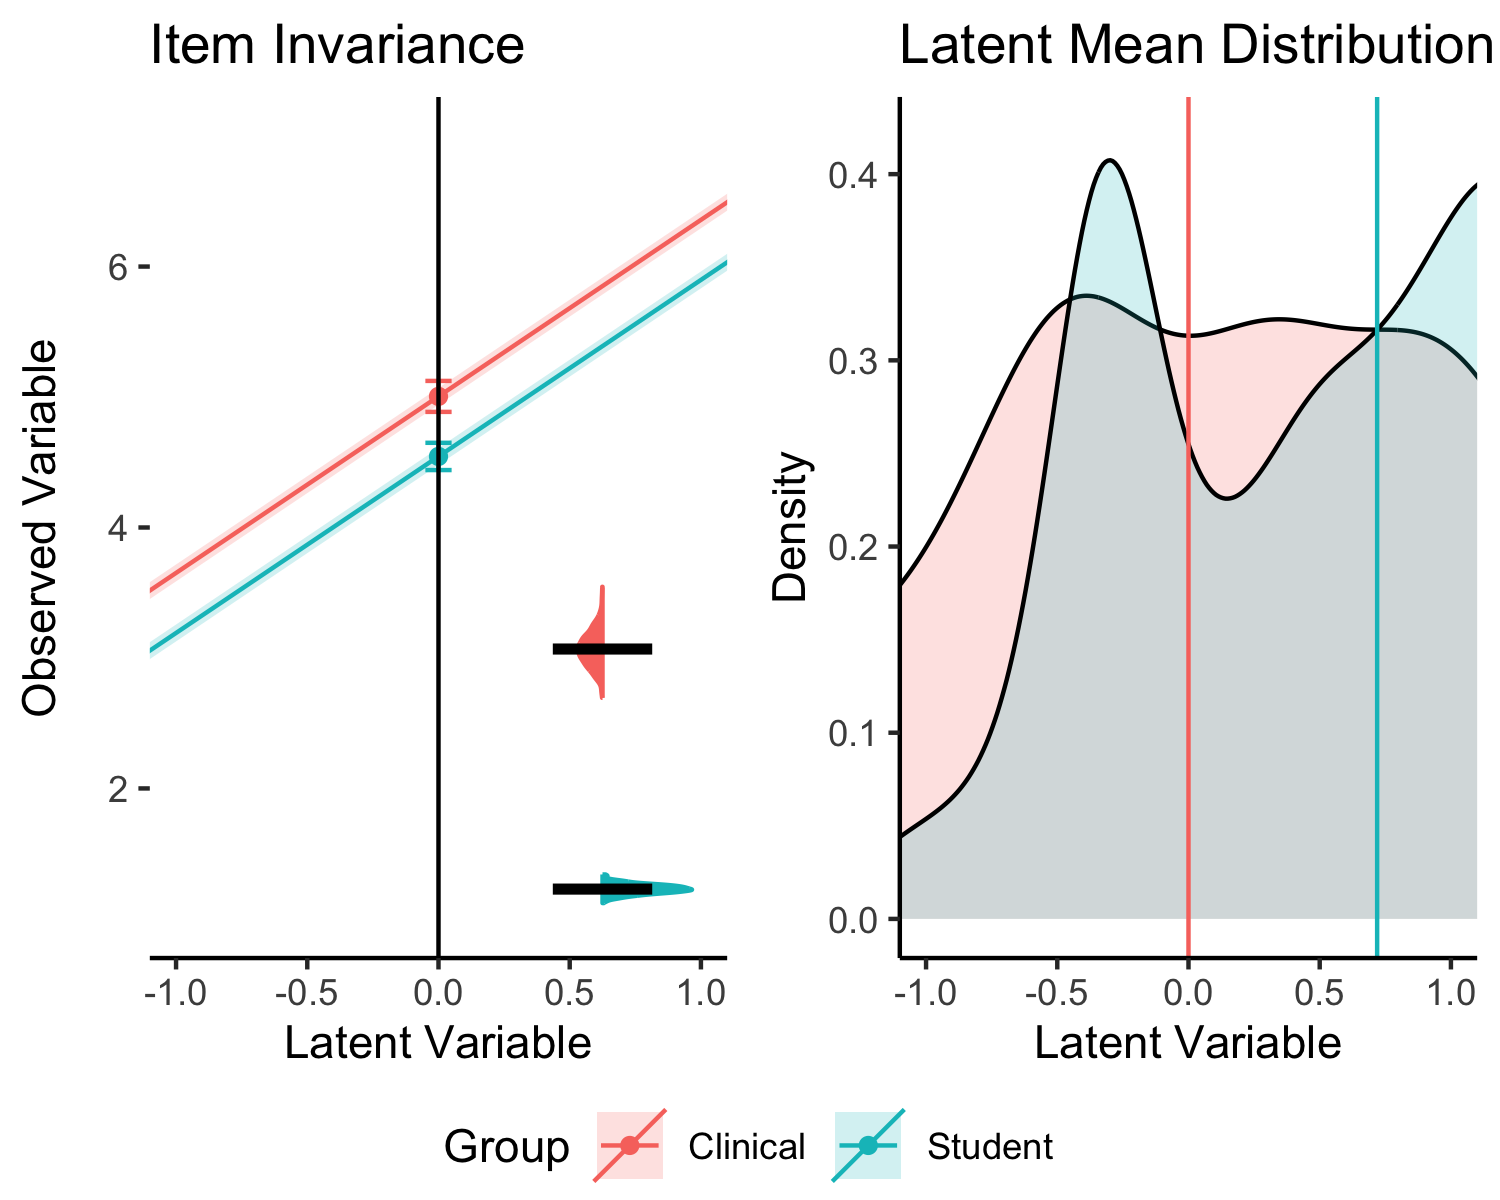 Item Invariance
Observed Variable
6
4
2
-1.0 -0.5 0.0 0.5 1.0
Latent Variable
Latent Mean Distribution
Density
0.4
0.3
0.2
0.1
0.0
-1.0 -0.5 0.0 0.5 1.0
Latent Variable
Group Clinical Student